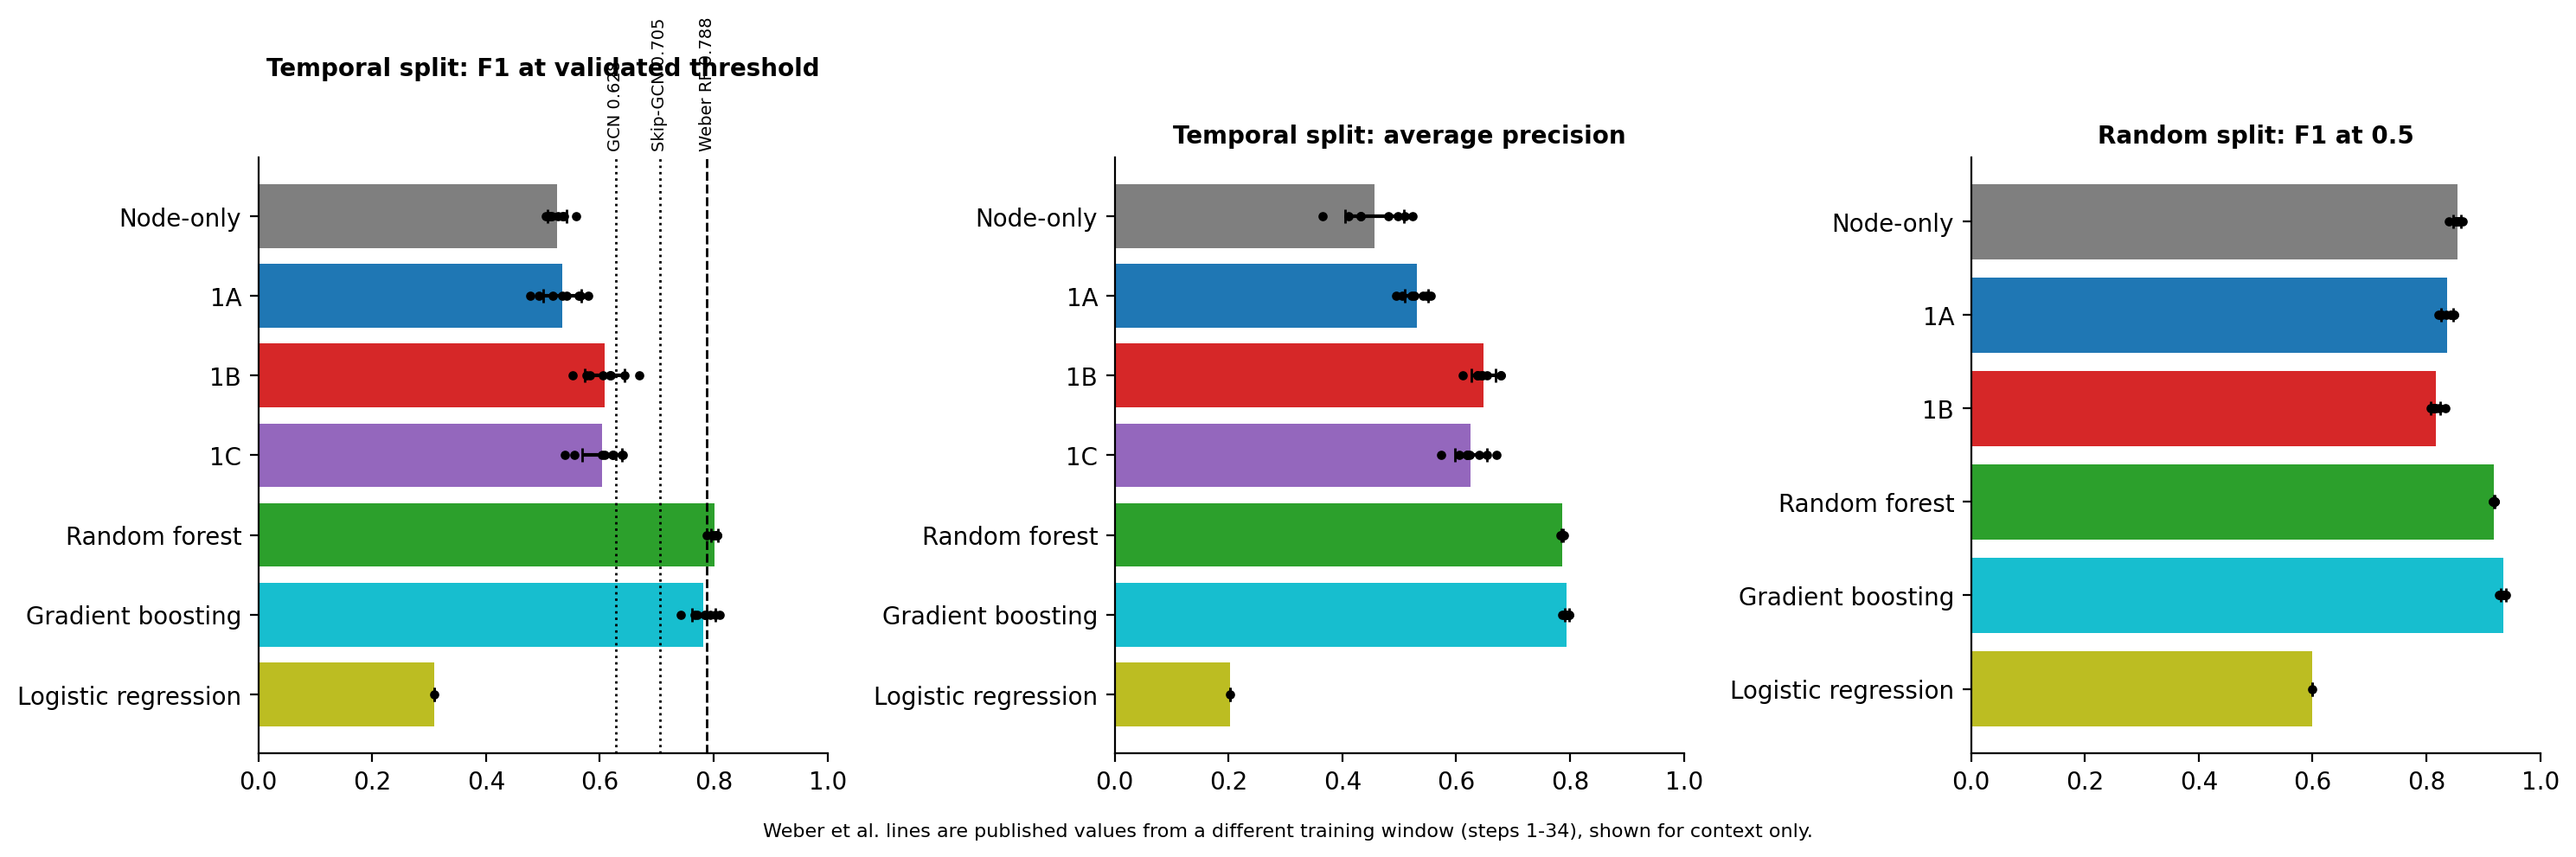 Temporal split: F1 at validated threshold
GCN 0.628
Skip-GCN 0.705
Weber RF 0.788
Node-only
1A
1B
1C
Random forest
Gradient boosting
Logistic regression
0.0 0.2 0.4 0.6 0.8 1.0
Temporal split: average precision
Node-only
1A
1B
1C
Random forest
Gradient boosting
Logistic regression
0.0 0.2 0.4 0.6 0.8 1.0
Random split: F1 at 0.5
Node-only
1A
1B
Random forest
Gradient boosting
Logistic regression
0.0 0.2 0.4 0.6 0.8 1.0
Weber et al. lines are published values from a different training window (steps 1-34), shown for context only.